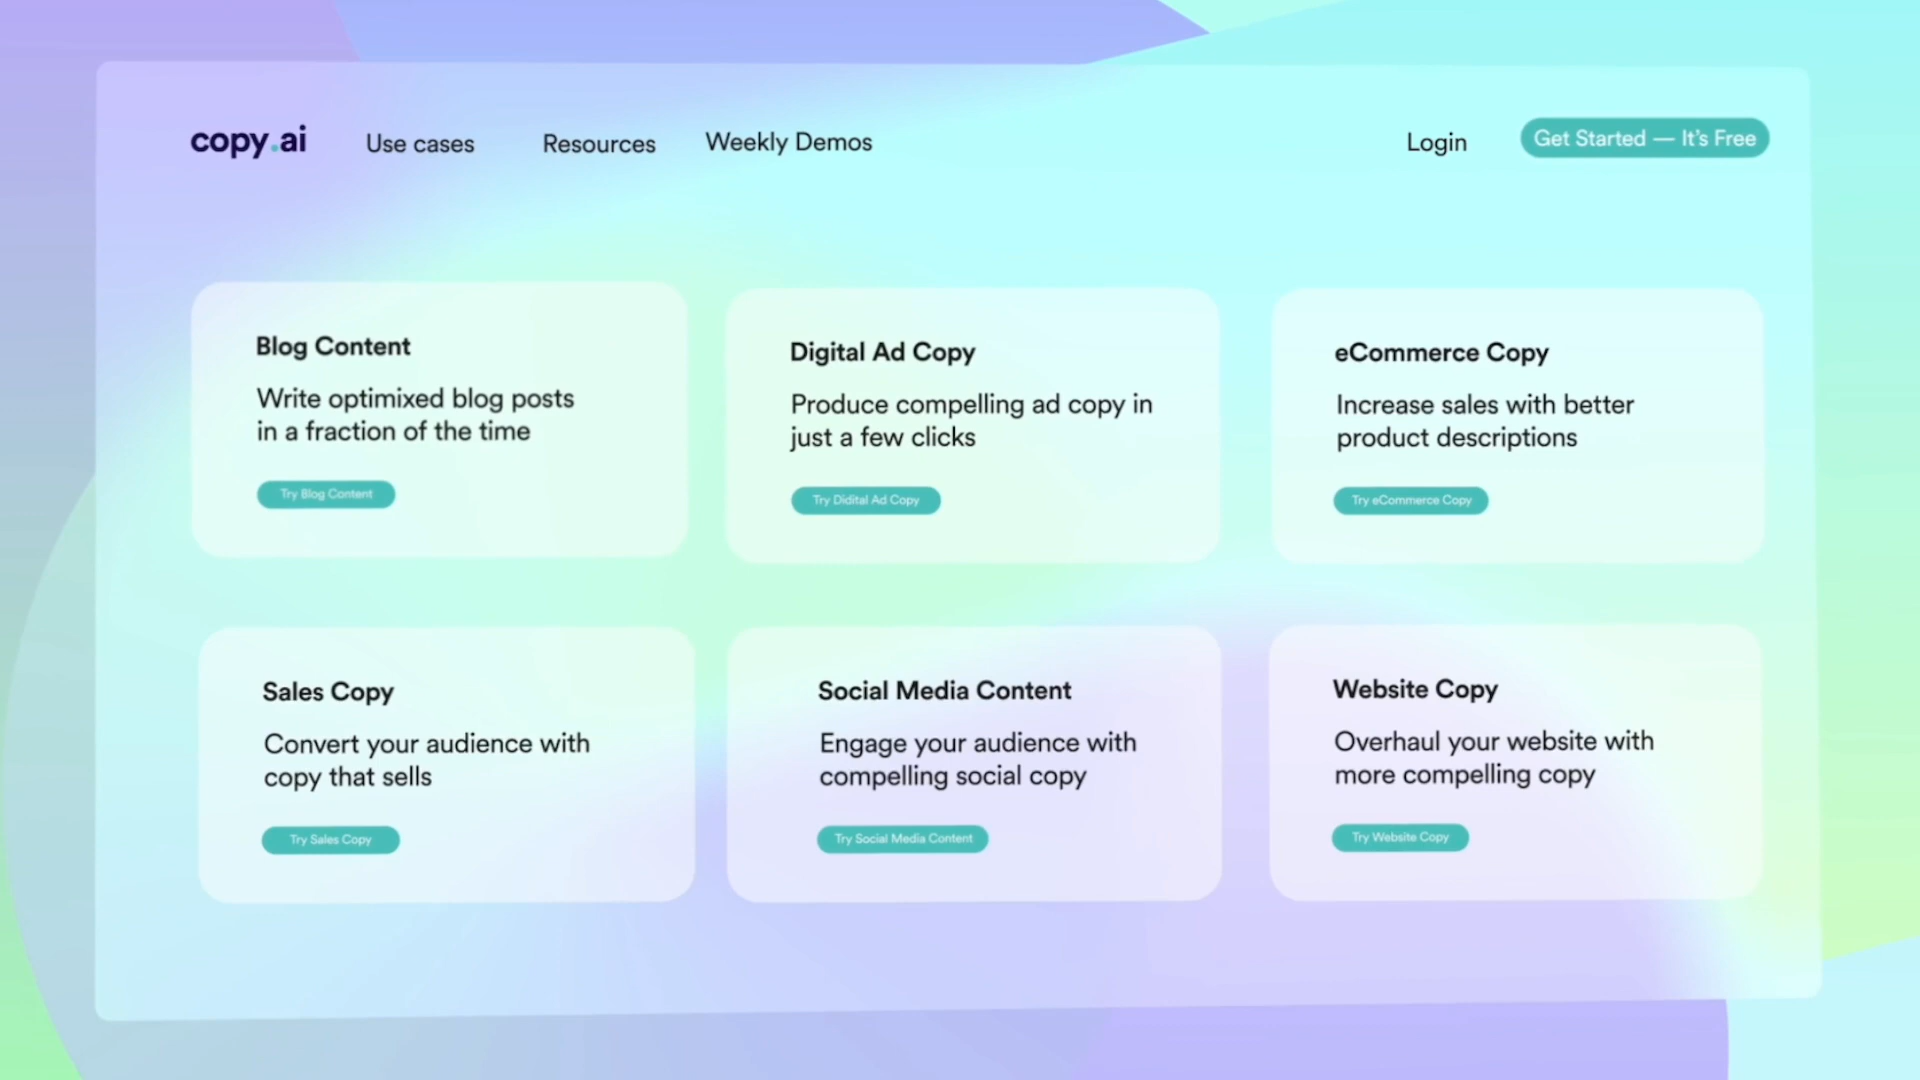 copy.ai
Use cases
Resources
Weekly Demos
Login
Get Started — It's Free
Blog Content
Write optimixed blog posts
in a fraction of the time
Try Blog Content
Digital Ad Copy
Produce compelling ad copy in
just a few clicks
Try Didital Ad Copy
eCommerce Copy
Increase sales with better
product descriptions
Try eCommerce Copy
Sales Copy
Convert your audience with
copy that sells
Try Sales Copy
Social Media Content
Engage your audience with
compelling social copy
Try Social Media Content
Website Copy
Overhaul your website with
more compelling copy
Try Website Copy